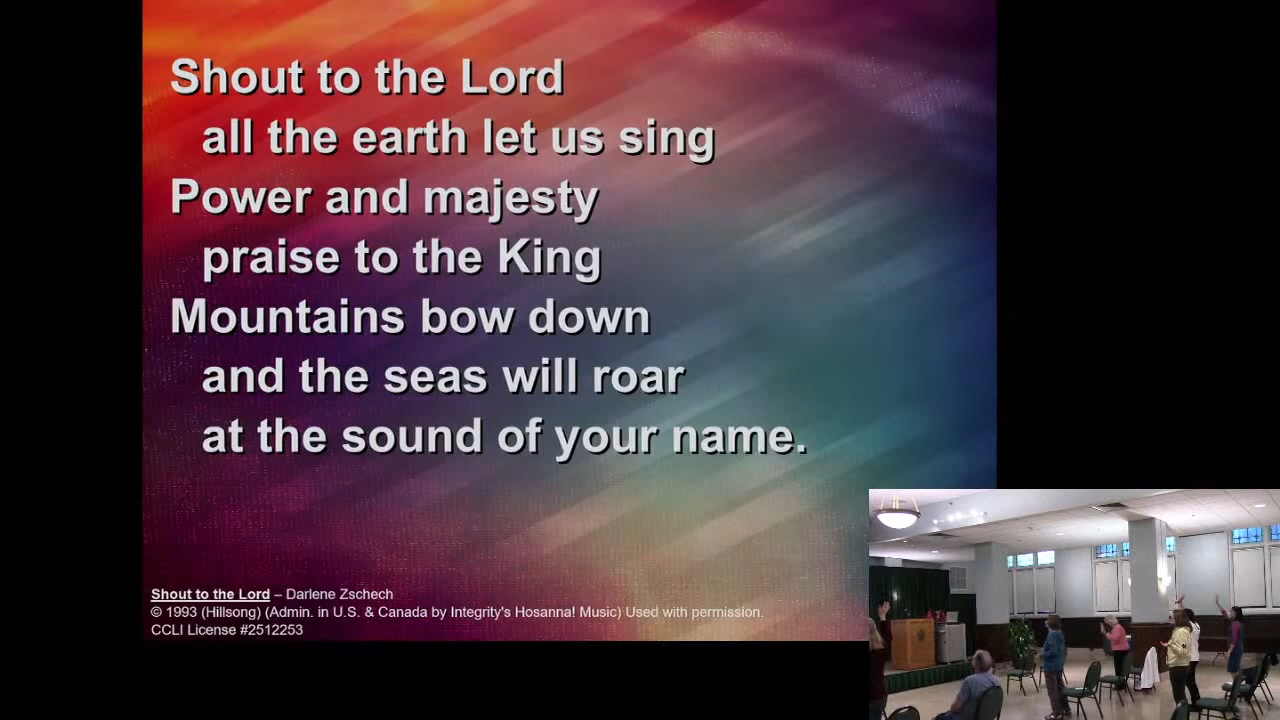 Shout to the Lord
all the earth let us sing
Power and majesty
praise to the King
Mountains bow down
and the seas will roar
at the sound of your name.
Shout to the Lord – Darlene Zschech
© 1993 (Hillsong) (Admin. in U.S. & Canada by Integrity's Hosanna! Music) Used with permission.
CCLI License #2512253